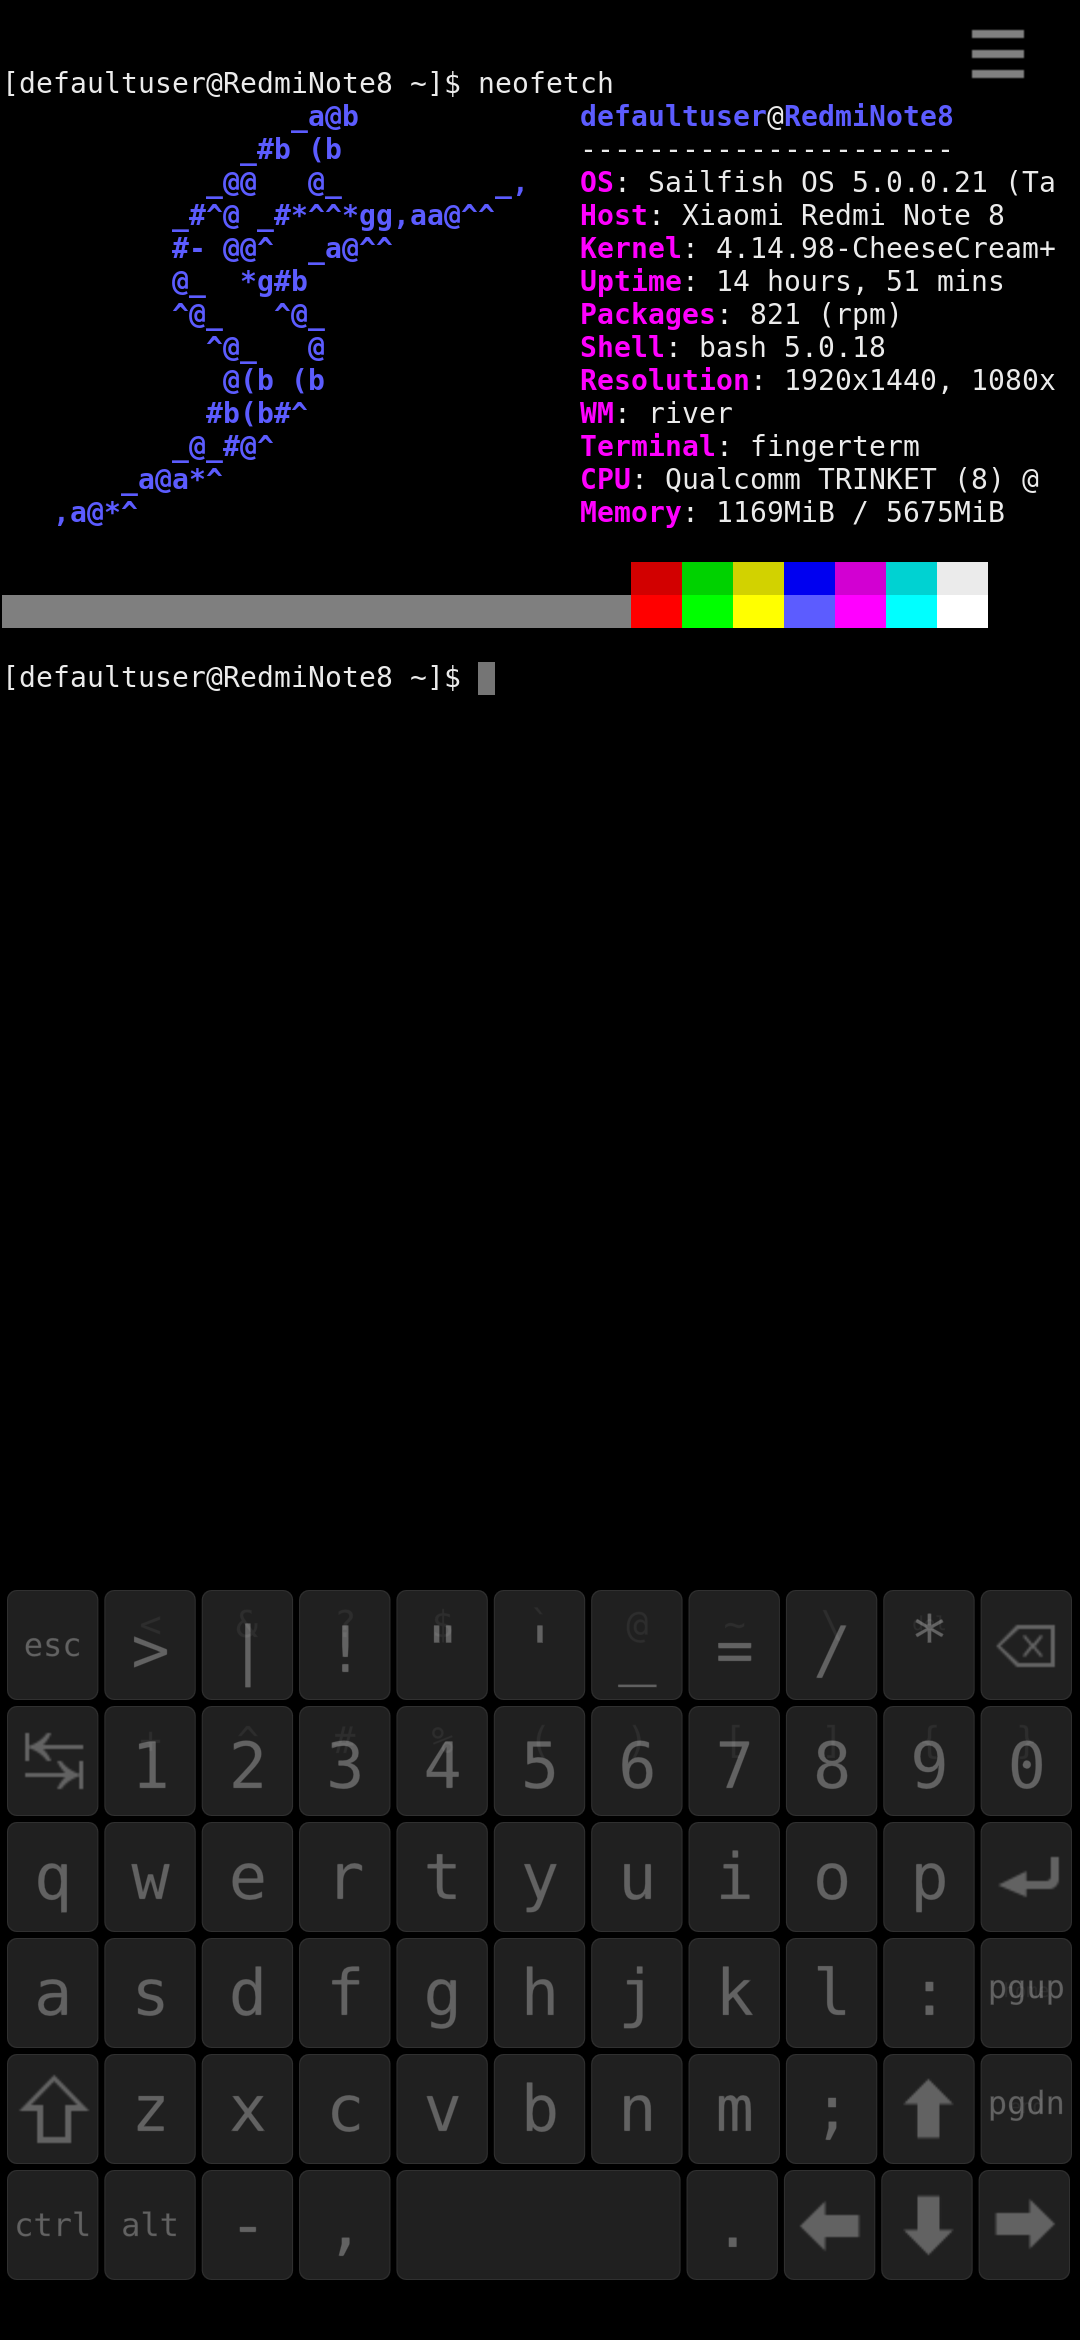 [defaultuser@RedmiNote8 ~]$ neofetch
                 _a@b             defaultuser@RedmiNote8
              _#b (b              ----------------------
            _@@   @_         _,   OS: Sailfish OS 5.0.0.21 (Ta
          _#^@ _#*^^*gg,aa@^^     Host: Xiaomi Redmi Note 8
          #- @@^  _a@^^           Kernel: 4.14.98-CheeseCream+
          @_  *g#b                Uptime: 14 hours, 51 mins
          ^@_   ^@_               Packages: 821 (rpm)
            ^@_   @               Shell: bash 5.0.18
             @(b (b               Resolution: 1920x1440, 1080x
            #b(b#^                WM: river
          _@_#@^                  Terminal: fingerterm
       _a@a*^                     CPU: Qualcomm TRINKET (8) @
   ,a@*^                          Memory: 1169MiB / 5675MiB
[defaultuser@RedmiNote8 ~]$
< & ? $ ` @ ~ \
esc > | ! " ' _ = / *
+ ^ # % ( ) [ ] { }
1 2 3 4 5 6 7 8 9 0
q w e r t y u i o p
a s d f g h j k l : pgup
z x c v b n m ; pgdn
ctrl alt - , .